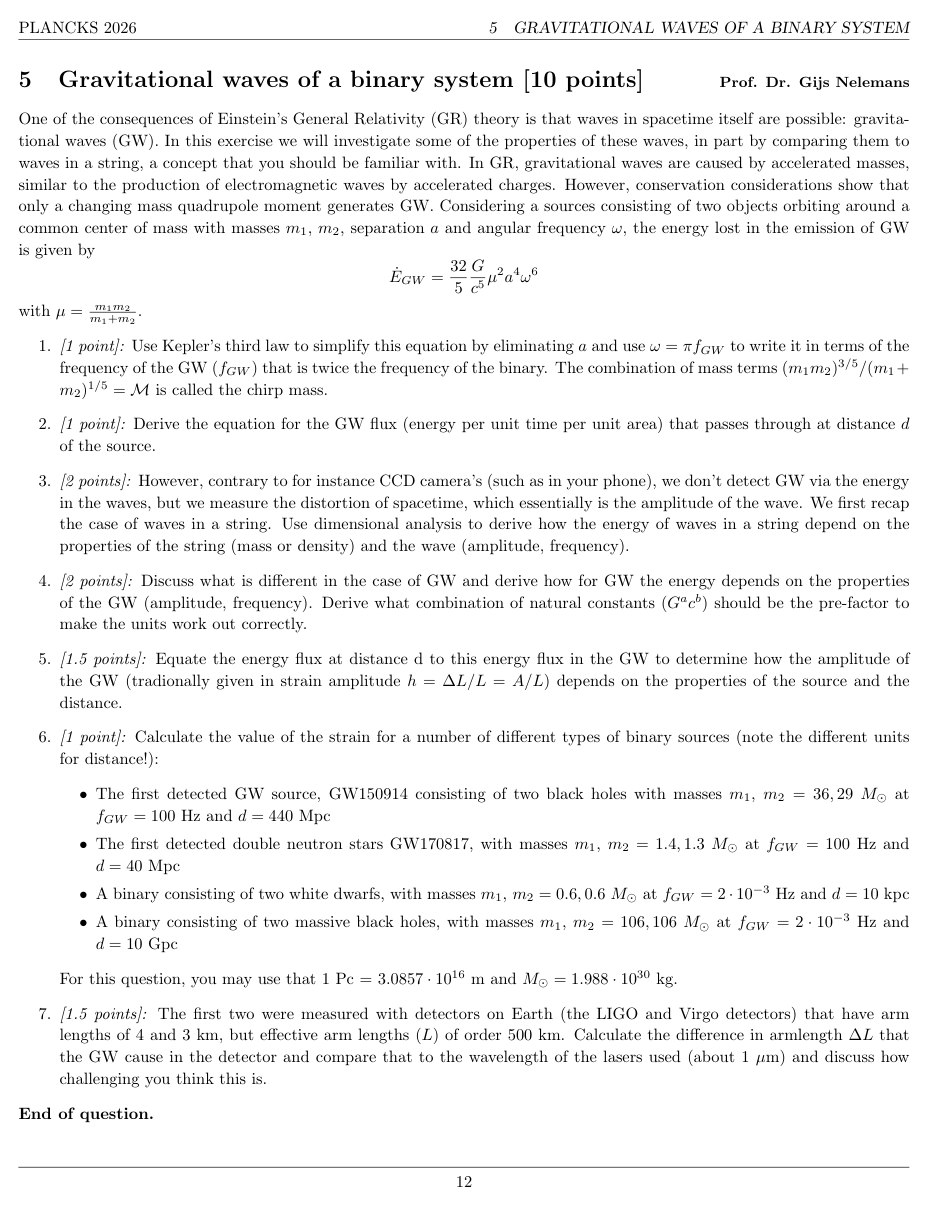 PLANCKS 2026 5 GRAVITATIONAL WAVES OF A BINARY SYSTEM
5 Gravitational waves of a binary system [10 points] Prof. Dr. Gijs Nelemans
One of the consequences of Einstein's General Relativity (GR) theory is that waves in spacetime itself are possible: gravita-
tional waves (GW). In this exercise we will investigate some of the properties of these waves, in part by comparing them to
waves in a string, a concept that you should be familiar with. In GR, gravitational waves are caused by accelerated masses,
similar to the production of electromagnetic waves by accelerated charges. However, conservation considerations show that
only a changing mass quadrupole moment generates GW. Considering a sources consisting of two objects orbiting around a
common center of mass with masses m₁, m₂, separation a and angular frequency ω, the energy lost in the emission of GW
is given by
Ė_GW = 32/5 G/c⁵ μ²a⁴ω⁶
with μ = m₁m₂/(m₁+m₂).
1. [1 point]: Use Kepler's third law to simplify this equation by eliminating a and use ω = πf_GW to write it in terms of the
frequency of the GW (f_GW) that is twice the frequency of the binary. The combination of mass terms (m₁m₂)^3/5/(m₁+
m₂)^1/5 = ℳ is called the chirp mass.
2. [1 point]: Derive the equation for the GW flux (energy per unit time per unit area) that passes through at distance d
of the source.
3. [2 points]: However, contrary to for instance CCD camera's (such as in your phone), we don't detect GW via the energy
in the waves, but we measure the distortion of spacetime, which essentially is the amplitude of the wave. We first recap
the case of waves in a string. Use dimensional analysis to derive how the energy of waves in a string depend on the
properties of the string (mass or density) and the wave (amplitude, frequency).
4. [2 points]: Discuss what is different in the case of GW and derive how for GW the energy depends on the properties
of the GW (amplitude, frequency). Derive what combination of natural constants (G^a c^b) should be the pre-factor to
make the units work out correctly.
5. [1.5 points]: Equate the energy flux at distance d to this energy flux in the GW to determine how the amplitude of
the GW (tradionally given in strain amplitude h = ΔL/L = A/L) depends on the properties of the source and the
distance.
6. [1 point]: Calculate the value of the strain for a number of different types of binary sources (note the different units
for distance!):
• The first detected GW source, GW150914 consisting of two black holes with masses m₁, m₂ = 36, 29 M☉ at
f_GW = 100 Hz and d = 440 Mpc
• The first detected double neutron stars GW170817, with masses m₁, m₂ = 1.4, 1.3 M☉ at f_GW = 100 Hz and
d = 40 Mpc
• A binary consisting of two white dwarfs, with masses m₁, m₂ = 0.6, 0.6 M☉ at f_GW = 2 · 10⁻³ Hz and d = 10 kpc
• A binary consisting of two massive black holes, with masses m₁, m₂ = 106, 106 M☉ at f_GW = 2 · 10⁻³ Hz and
d = 10 Gpc
For this question, you may use that 1 Pc = 3.0857 · 10¹⁶ m and M☉ = 1.988 · 10³⁰ kg.
7. [1.5 points]: The first two were measured with detectors on Earth (the LIGO and Virgo detectors) that have arm
lengths of 4 and 3 km, but effective arm lengths (L) of order 500 km. Calculate the difference in armlength ΔL that
the GW cause in the detector and compare that to the wavelength of the lasers used (about 1 μm) and discuss how
challenging you think this is.
End of question.
12